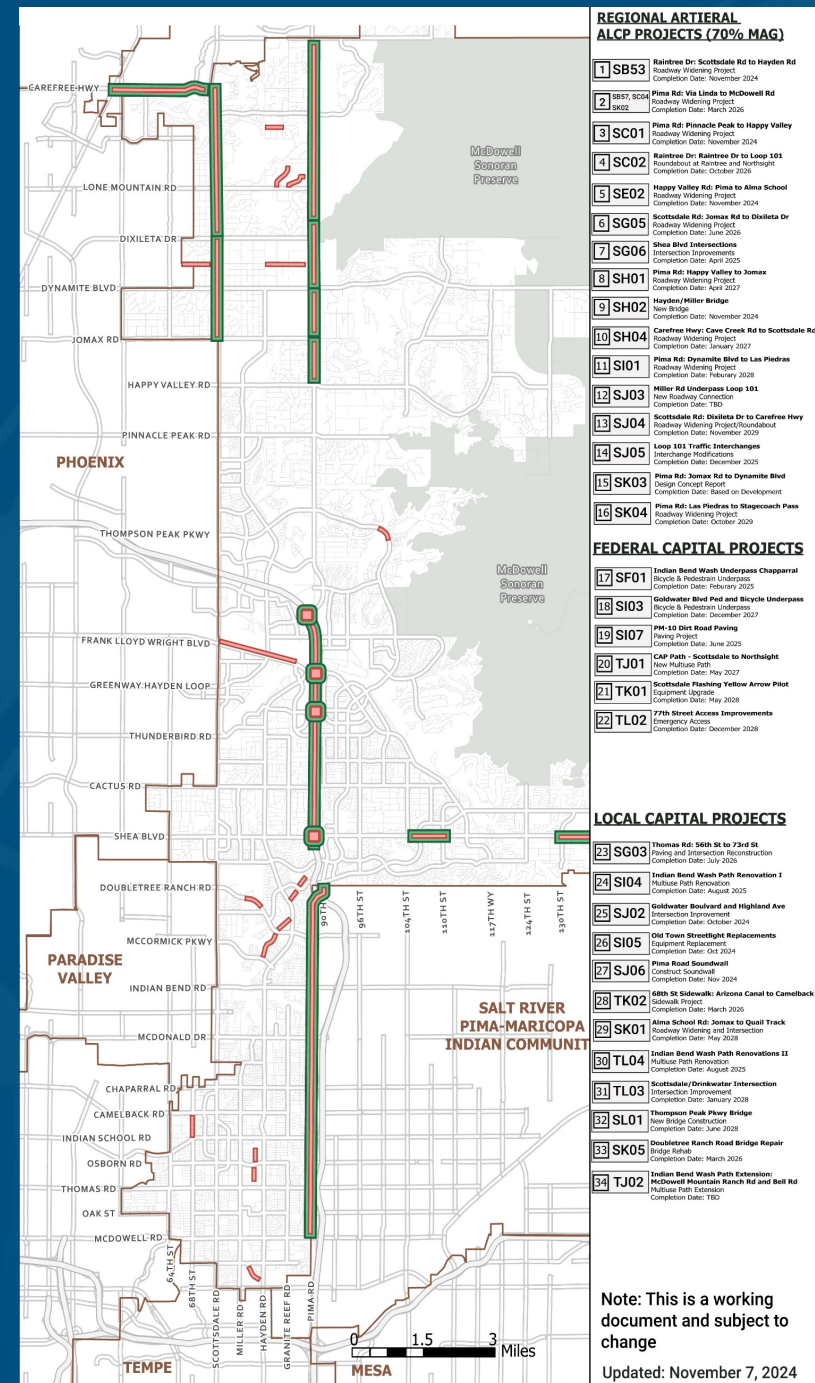 CAREFREE HWY
LONE MOUNTAIN RD
DIXILETA DR
DYNAMITE BLVD
JOMAX RD
HAPPY VALLEY RD
PINNACLE PEAK RD
PHOENIX
THOMPSON PEAK PKWY
FRANK LLOYD WRIGHT BLVD
GREENWAY HAYDEN LOOP
THUNDERBIRD RD
CACTUS RD
SHEA BLVD
DOUBLETREE RANCH RD
MCCORMICK PKWY
PARADISE
VALLEY
INDIAN BEND RD
MCDONALD DR
CHAPARRAL RD
CAMELBACK RD
INDIAN SCHOOL RD
OSBORN RD
THOMAS RD
OAK ST
MCDOWELL RD
McDowell
Sonoran
Preserve
McDowell
Sonoran
Preserve
90TH
96TH ST
104TH ST
110TH ST
117TH WY
124TH ST
130TH ST
SALT RIVER
PIMA-MARICOPA
INDIAN COMMUNIT
64TH ST
68TH ST
SCOTTSDALE RD
MILLER RD
HAYDEN RD
GRANITE REEF RD
PIMA RD
0 1.5 3
Miles
TEMPE
MESA
REGIONAL ARTIERAL
ALCP PROJECTS (70% MAG)
1 SB53 Raintree Dr: Scottsdale Rd to Hayden Rd
Roadway Widening Project
Completion Date: November 2024
2 SB57, SC04 SK02 Pima Rd: Via Linda to McDowell Rd
Roadway Widening Project
Completion Date: March 2026
3 SC01 Pima Rd: Pinnacle Peak to Happy Valley
Roadway Widening Project
Completion Date: November 2024
4 SC02 Raintree Dr: Raintree Dr to Loop 101
Roundabout at Raintree and Northsight
Completion Date: October 2026
5 SE02 Happy Valley Rd: Pima to Alma School
Roadway Widening Project
Completion Date: November 2024
6 SG05 Scottsdale Rd: Jomax Rd to Dixileta Dr
Roadway Widening Project
Completion Date: June 2026
7 SG06 Shea Blvd Intersections
Intersection Inprovements
Completion Date: April 2025
8 SH01 Pima Rd: Happy Valley to Jomax
Roadway Widening Project
Completion Date: April 2027
9 SH02 Hayden/Miller Bridge
New Bridge
Completion Date: November 2024
10 SH04 Carefree Hwy: Cave Creek Rd to Scottsdale Rd
Roadway Widening Project
Completion Date: January 2027
11 SI01 Pima Rd: Dynamite Blvd to Las Piedras
Roadway Widening Project
Completion Date: Feburary 2028
12 SJ03 Miller Rd Underpass Loop 101
New Roadway Connection
Completion Date: TBD
13 SJ04 Scottsdale Rd: Dixileta Dr to Carefree Hwy
Roadway Widening Project/Roundabout
Completion Date: November 2029
14 SJ05 Loop 101 Traffic Interchanges
Interchange Modifications
Completion Date: December 2025
15 SK03 Pima Rd: Jomax Rd to Dynamite Blvd
Design Concept Report
Completion Date: Based on Development
16 SK04 Pima Rd: Las Piedras to Stagecoach Pass
Roadway Widening Project
Completion Date: October 2029
FEDERAL CAPITAL PROJECTS
17 SF01 Indian Bend Wash Underpass Chapparral
Bicycle & Pedestrain Underpass
Completion Date: Feburary 2025
18 SI03 Goldwater Blvd Ped and Bicycle Underpass
Bicycle & Pedestrain Underpass
Completion Date: December 2027
19 SI07 PM-10 Dirt Road Paving
Paving Project
Completion Date: June 2025
20 TJ01 CAP Path - Scottsdale to Northsight
New Multiuse Path
Completion Date: May 2027
21 TK01 Scottsdale Flashing Yellow Arrow Pilot
Equipment Upgrade
Completion Date: May 2028
22 TL02 77th Street Access Improvements
Emergency Access
Completion Date: December 2028
LOCAL CAPITAL PROJECTS
23 SG03 Thomas Rd: 56th St to 73rd St
Paving and Intersection Reconstruction
Completion Date: July 2026
24 SI04 Indian Bend Wash Path Renovation I
Multiuse Path Renovation
Completion Date: August 2025
25 SJ02 Goldwater Boulvard and Highland Ave
Intersection Inprovement
Completion Date: October 2024
26 SI05 Old Town Streetlight Replacements
Equipment Replacement
Completion Date: Oct 2024
27 SJ06 Pima Road Soundwall
Construct Soundwall
Completion Date: Nov 2024
28 TK02 68th St Sidewalk: Arizona Canal to Camelback
Sidewalk Project
Completion Date: March 2026
29 SK01 Alma School Rd: Jomax to Quail Track
Roadway Widening and Intersection
Completion Date: May 2028
30 TL04 Indian Bend Wash Path Renovations II
Multiuse Path Renovation
Completion Date: August 2025
31 TL03 Scottsdale/Drinkwater Intersection
Intersection Improvement
Completion Date: January 2028
32 SL01 Thompson Peak Pkwy Bridge
New Bridge Construction
Completion Date: June 2028
33 SK05 Doubletree Ranch Road Bridge Repair
Bridge Rehab
Completion Date: March 2026
34 TJ02 Indian Bend Wash Path Extension:
McDowell Mountain Ranch Rd and Bell Rd
Multiuse Path Extension
Completion Date: TBD
Note: This is a working
document and subject to
change
Updated: November 7, 2024